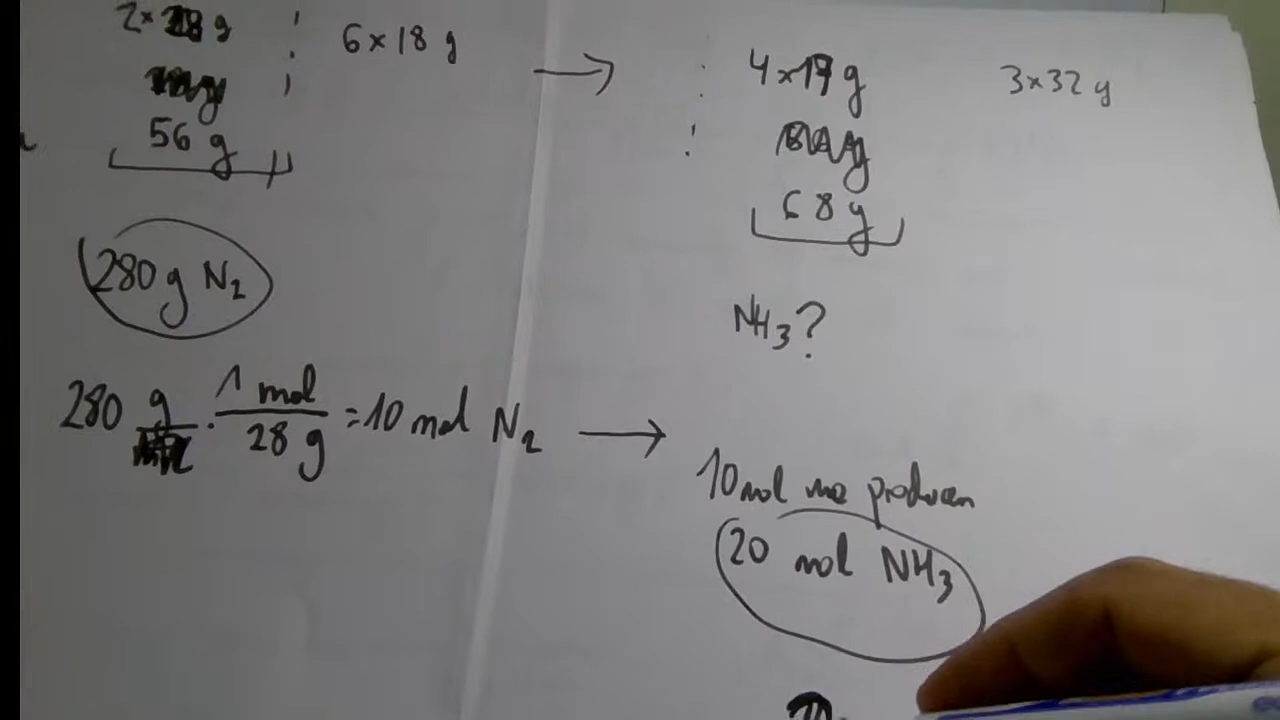 2×28 g 6×18 g → 4×17 g 3×32 g
56 g 68 g
280 g N₂
NH₃?
280 g · 1 mol / 28 g = 10 mol N₂ →
10 mol me producen
20 mol NH₃